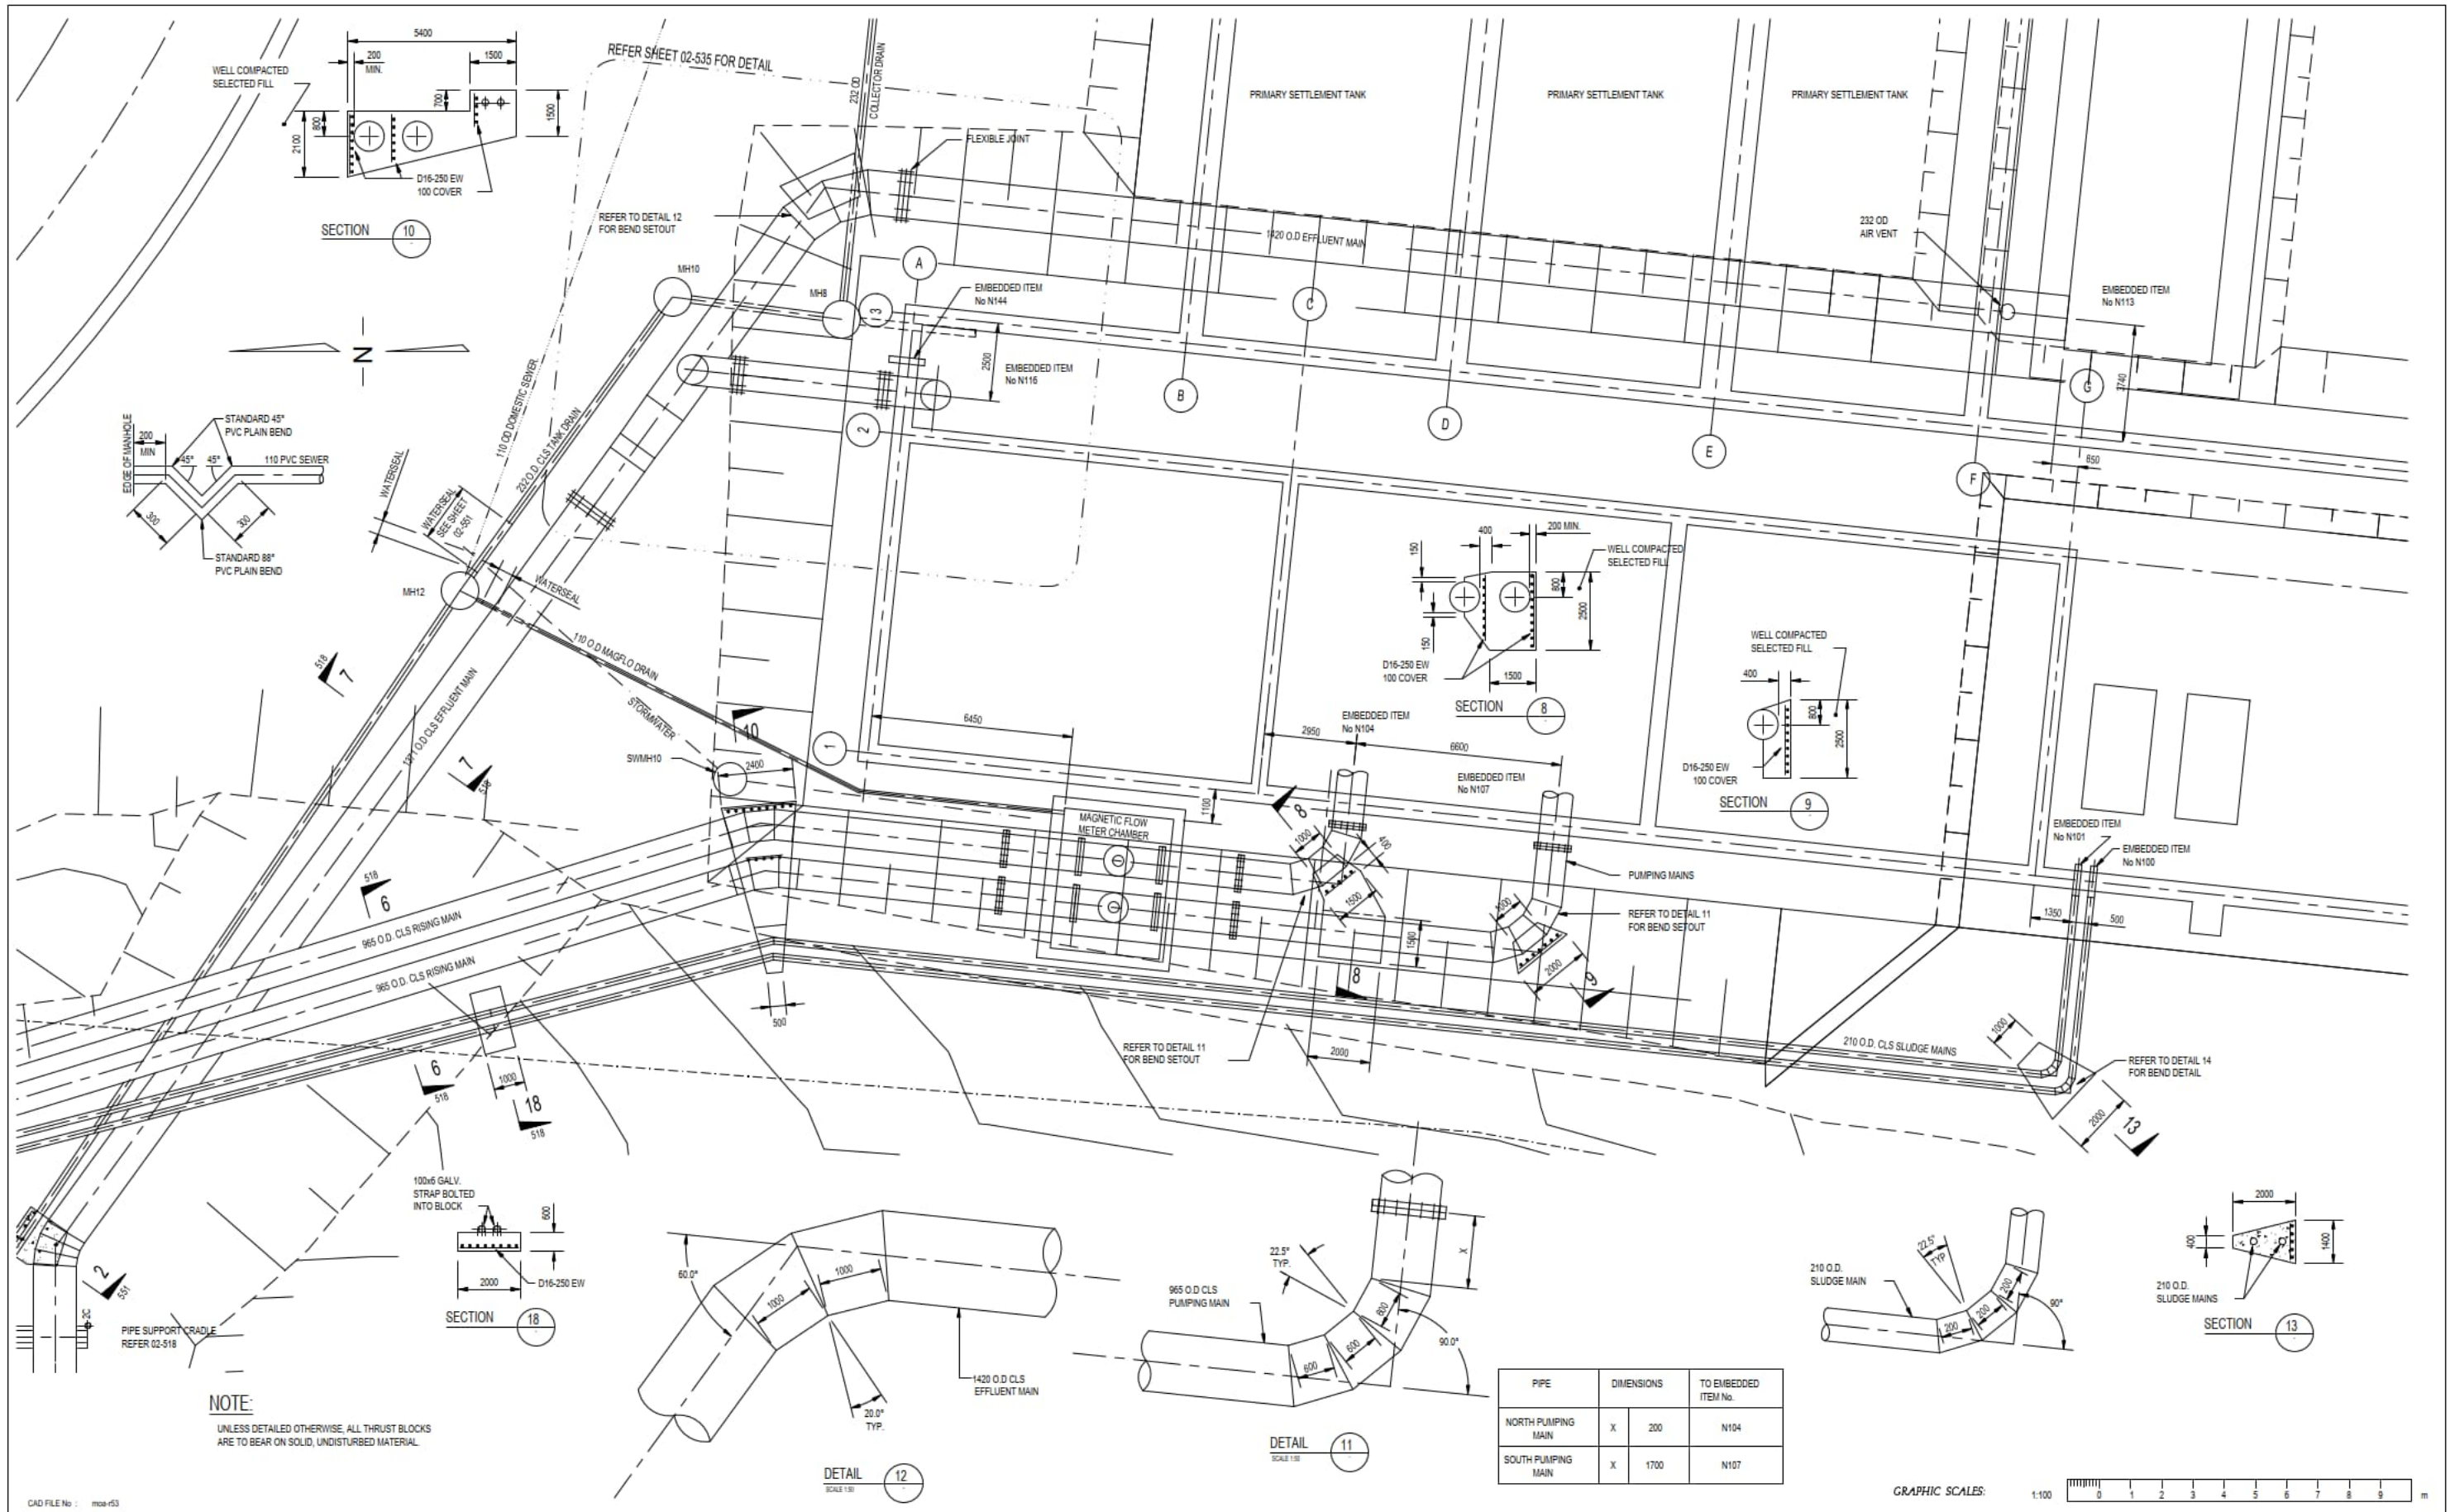 5400
200
MIN.
1500
WELL COMPACTED
SELECTED FILL
700
800
2100
1500
D16-250 EW
100 COVER
SECTION 10
REFER SHEET 02-535 FOR DETAIL
232 OD
COLLECTOR DRAIN
FLEXIBLE JOINT
PRIMARY SETTLEMENT TANK
PRIMARY SETTLEMENT TANK
PRIMARY SETTLEMENT TANK
REFER TO DETAIL 12
FOR BEND SETOUT
1420 O.D EFFLUENT MAIN
232 OD
AIR VENT
MH10
MH8
3
A
EMBEDDED ITEM
No N144
C
EMBEDDED ITEM
No N113
N
2500
EMBEDDED ITEM
No N116
B
D
E
F
G
3740
850
2
110 OD DOMESTIC SEWER
232 O.D. CLS TANK DRAIN
EDGE OF MANHOLE
200
MIN
STANDARD 45°
PVC PLAIN BEND
45°
45°
110 PVC SEWER
300
300
STANDARD 88°
PVC PLAIN BEND
WATERSEAL
WATERSEAL
SEE SHEET
02-551
WATERSEAL
MH12
110 O.D MAGFLO DRAIN
STORMWATER
518
7
7
518
O.D CLS EFFLUENT MAIN
SWMH10
10
2400
1
6450
1100
MAGNETIC FLOW
METER CHAMBER
400
200 MIN.
150
150
WELL COMPACTED
SELECTED FILL
800
2500
D16-250 EW
100 COVER
1500
SECTION 8
EMBEDDED ITEM
No N104
2950
6600
EMBEDDED ITEM
No N107
WELL COMPACTED
SELECTED FILL
400
800
2500
D16-250 EW
100 COVER
SECTION 9
8
1000
400
1500
1500
8
2000
PUMPING MAINS
REFER TO DETAIL 11
FOR BEND SETOUT
1000
2000
9
EMBEDDED ITEM
No N101
EMBEDDED ITEM
No N100
1350
500
518
6
965 O.D. CLS RISING MAIN
965 O.D. CLS RISING MAIN
6
518
1000
18
518
500
REFER TO DETAIL 11
FOR BEND SETOUT
210 O.D. CLS SLUDGE MAINS
1000
REFER TO DETAIL 14
FOR BEND DETAIL
2000
13
2
551
2C
PIPE SUPPORT CRADLE
REFER 02-518
100x6 GALV.
STRAP BOLTED
INTO BLOCK
600
2000
D16-250 EW
SECTION 18
60.0°
1000
1000
20.0°
TYP.
1420 O.D CLS
EFFLUENT MAIN
DETAIL 12
SCALE 1:50
22.5°
TYP.
965 O.D CLS
PUMPING MAIN
X
600
600
600
90.0°
DETAIL 11
SCALE 1:50
22.5°
TYP
210 O.D.
SLUDGE MAIN
200
200
200
90°
2000
400
1400
210 O.D.
SLUDGE MAINS
SECTION 13
PIPE DIMENSIONS TO EMBEDDED
ITEM No.
NORTH PUMPING
MAIN X 200 N104
SOUTH PUMPING
MAIN X 1700 N107
NOTE:
UNLESS DETAILED OTHERWISE, ALL THRUST BLOCKS
ARE TO BEAR ON SOLID, UNDISTURBED MATERIAL.
CAD FILE No : moa-r53
GRAPHIC SCALES: 1:100 0 1 2 3 4 5 6 7 8 9 m